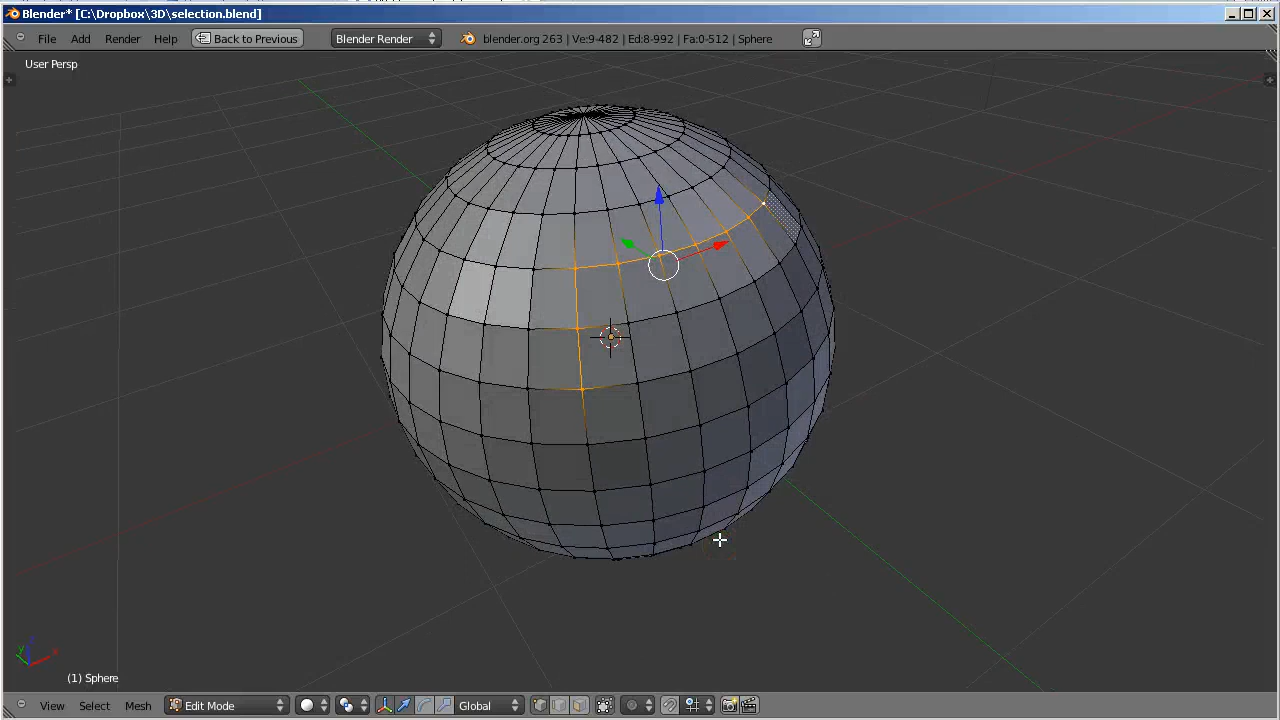 Blender* [C:\Dropbox\3D\selection.blend]
File Add Render Help Back to Previous Blender Render blender.org 263 | Ve:9-482 | Ed:8-992 | Fa:0-512 | Sphere
User Persp
(1) Sphere
View Select Mesh Edit Mode Global